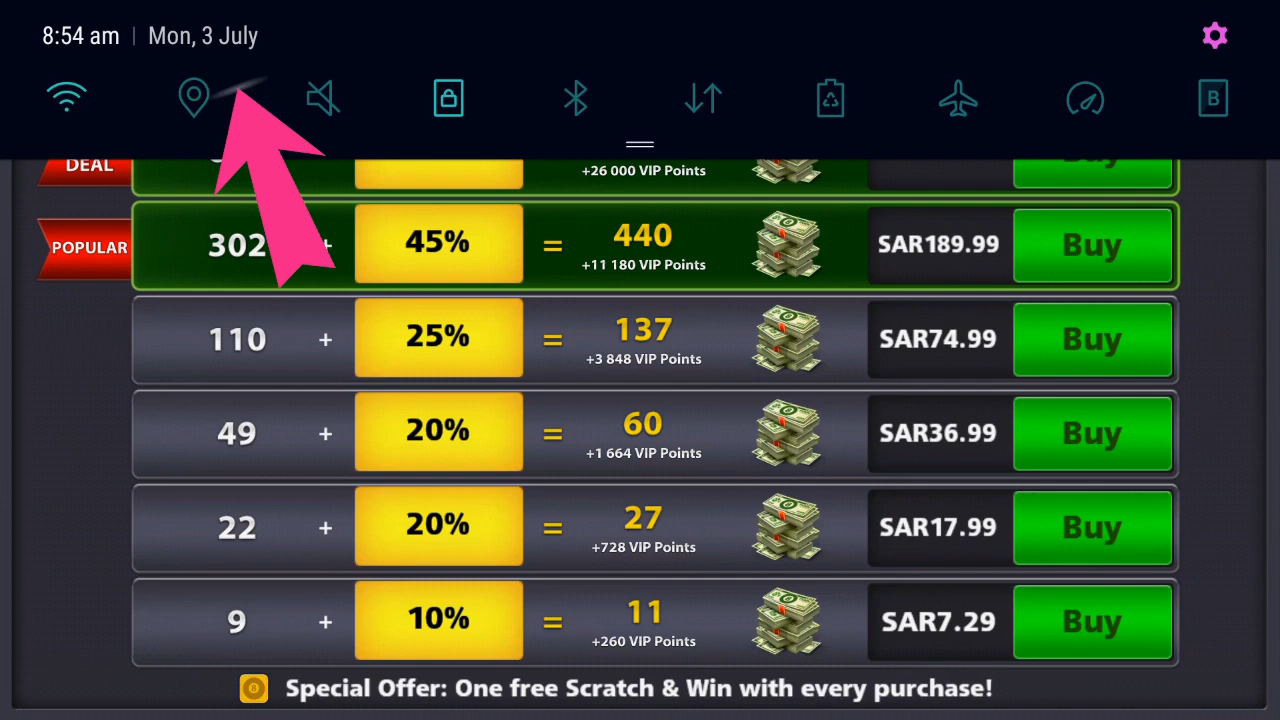 8:54 am | Mon, 3 July
B
DEAL
+26 000 VIP Points
POPULAR 302 + 45% = 440 SAR189.99 Buy
+11 180 VIP Points
110 + 25% = 137 SAR74.99 Buy
+3 848 VIP Points
49 + 20% = 60 SAR36.99 Buy
+1 664 VIP Points
22 + 20% = 27 SAR17.99 Buy
+728 VIP Points
9 + 10% = 11 SAR7.29 Buy
+260 VIP Points
Special Offer: One free Scratch & Win with every purchase!